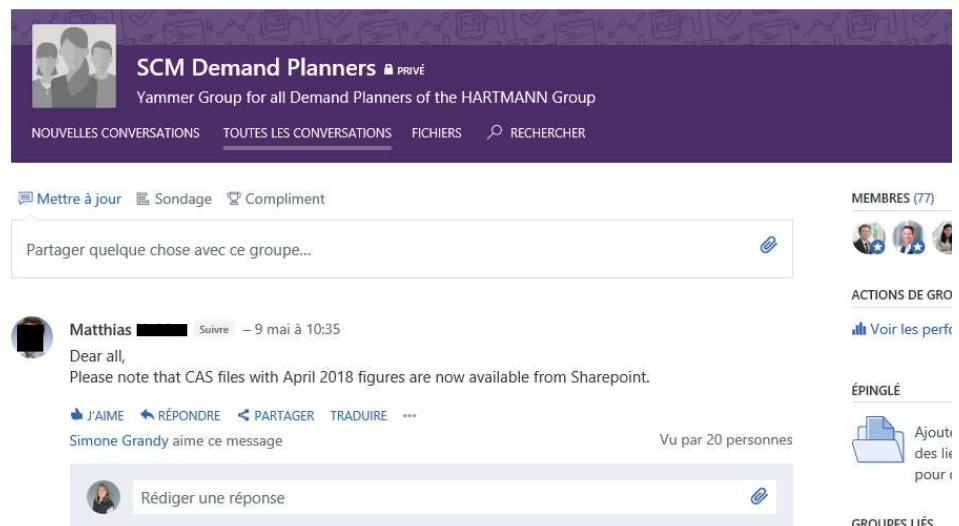 SCM Demand Planners PRIVÉ
Yammer Group for all Demand Planners of the HARTMANN Group
NOUVELLES CONVERSATIONS TOUTES LES CONVERSATIONS FICHIERS RECHERCHER
Mettre à jour Sondage Compliment
Partager quelque chose avec ce groupe...
Matthias Suivre – 9 mai à 10:35
Dear all,
Please note that CAS files with April 2018 figures are now available from Sharepoint.
J'AIME RÉPONDRE PARTAGER TRADUIRE
Simone Grandy aime ce message Vu par 20 personnes
Rédiger une réponse
MEMBRES (77)
ACTIONS DE GRO
Voir les perfo
ÉPINGLÉ
Ajoute
des lie
pour
GROUPES LIÉS